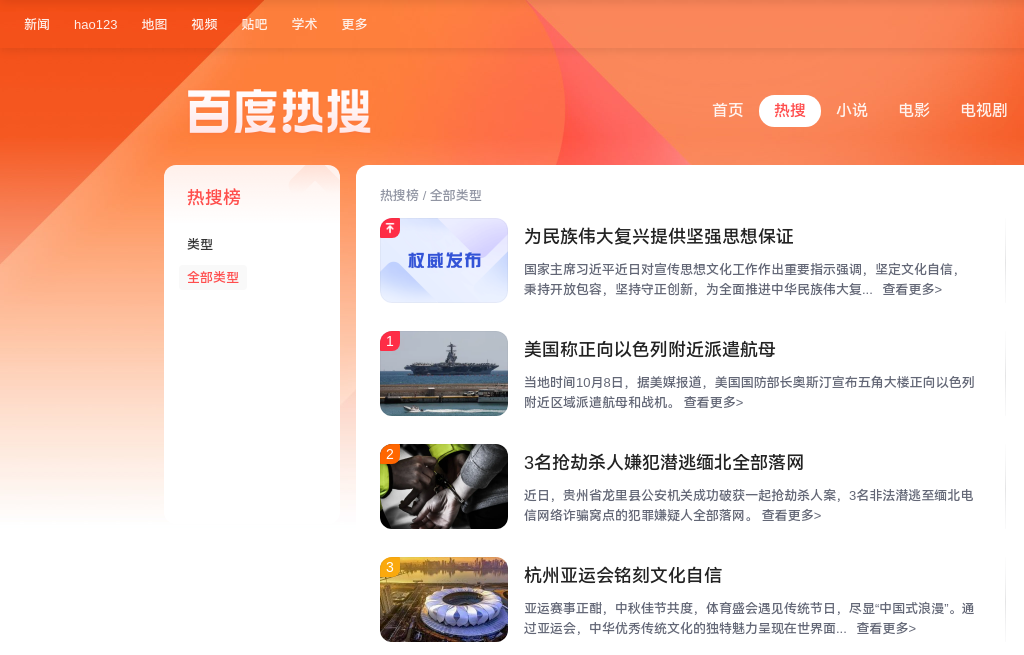 新闻 hao123 地图 视频 贴吧 学术 更多
百度热搜
首页 热搜 小说 电影 电视剧
热搜榜
类型
全部类型
热搜榜 / 全部类型
权威发布
为民族伟大复兴提供坚强思想保证
国家主席习近平近日对宣传思想文化工作作出重要指示强调，坚定文化自信，
秉持开放包容，坚持守正创新，为全面推进中华民族伟大复... 查看更多>
1
美国称正向以色列附近派遣航母
当地时间10月8日，据美媒报道，美国国防部长奥斯汀宣布五角大楼正向以色列
附近区域派遣航母和战机。 查看更多>
2
3名抢劫杀人嫌犯潜逃缅北全部落网
近日，贵州省龙里县公安机关成功破获一起抢劫杀人案，3名非法潜逃至缅北电
信网络诈骗窝点的犯罪嫌疑人全部落网。 查看更多>
3
杭州亚运会铭刻文化自信
亚运赛事正酣，中秋佳节共度，体育盛会遇见传统节日，尽显“中国式浪漫”。通
过亚运会，中华优秀传统文化的独特魅力呈现在世界面... 查看更多>